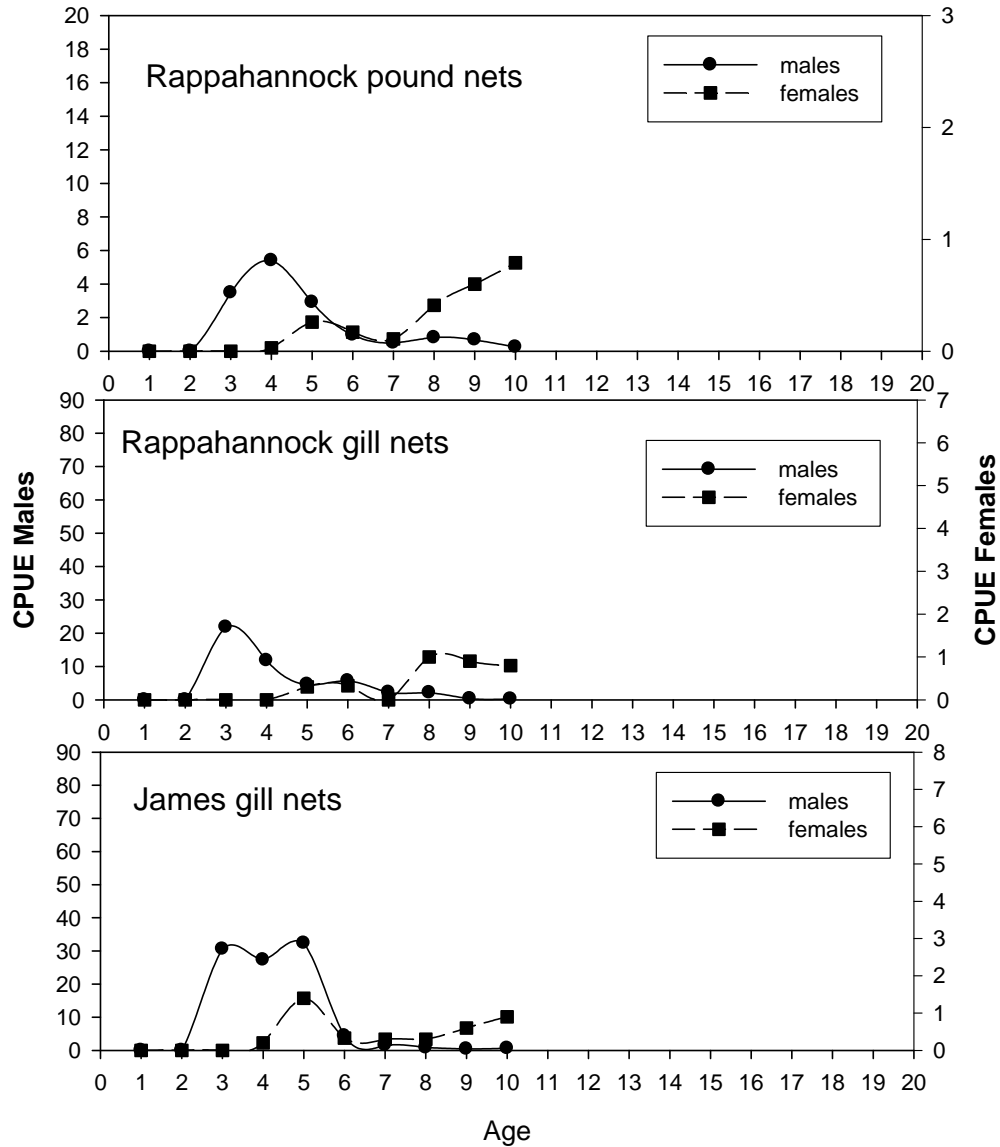 20 3
18
16
14
12 2
10
8
6 1
4
2
0 0
Rappahannock pound nets
males
females
0 1 2 3 4 5 6 7 8 9 10 11 12 13 14 15 16 17 18 19 20
90 7
80 6
70 5
60
50 4
40 3
30 2
20 1
10
0 0
Rappahannock gill nets
males
females
CPUE Males
CPUE Females
0 1 2 3 4 5 6 7 8 9 10 11 12 13 14 15 16 17 18 19 20
90 8
80 7
70 6
60 5
50 4
40 3
30 2
20 1
10
0 0
James gill nets
males
females
0 1 2 3 4 5 6 7 8 9 10 11 12 13 14 15 16 17 18 19 20
Age